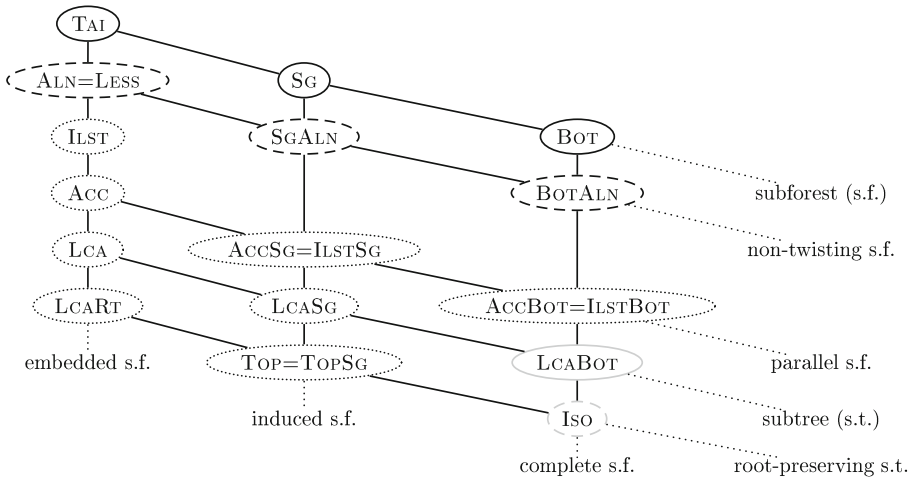 TAI
ALN=LESS
SG
ILST
SGALN
BOT
ACC
BOTALN
subforest (s.f.)
LCA
ACCSG=ILSTSG
non-twisting s.f.
LCART
LCASG
ACCBOT=ILSTBOT
embedded s.f.
TOP=TOPSG
LCABOT
parallel s.f.
induced s.f.
ISO
subtree (s.t.)
complete s.f.
root-preserving s.t.